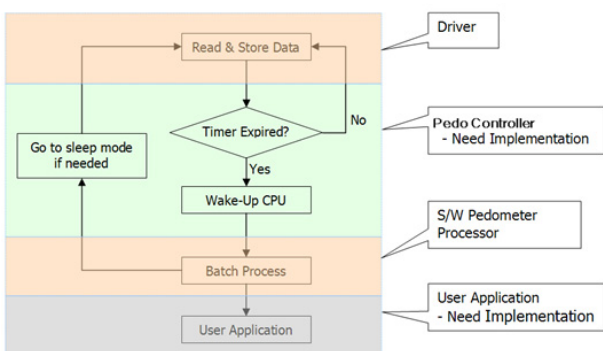 Read & Store Data
Driver
Timer Expired?
No
Pedo Controller
- Need Implementation
Go to sleep mode
if needed
Yes
Wake-Up CPU
S/W Pedometer
Processor
Batch Process
User Application
- Need Implementation
User Application